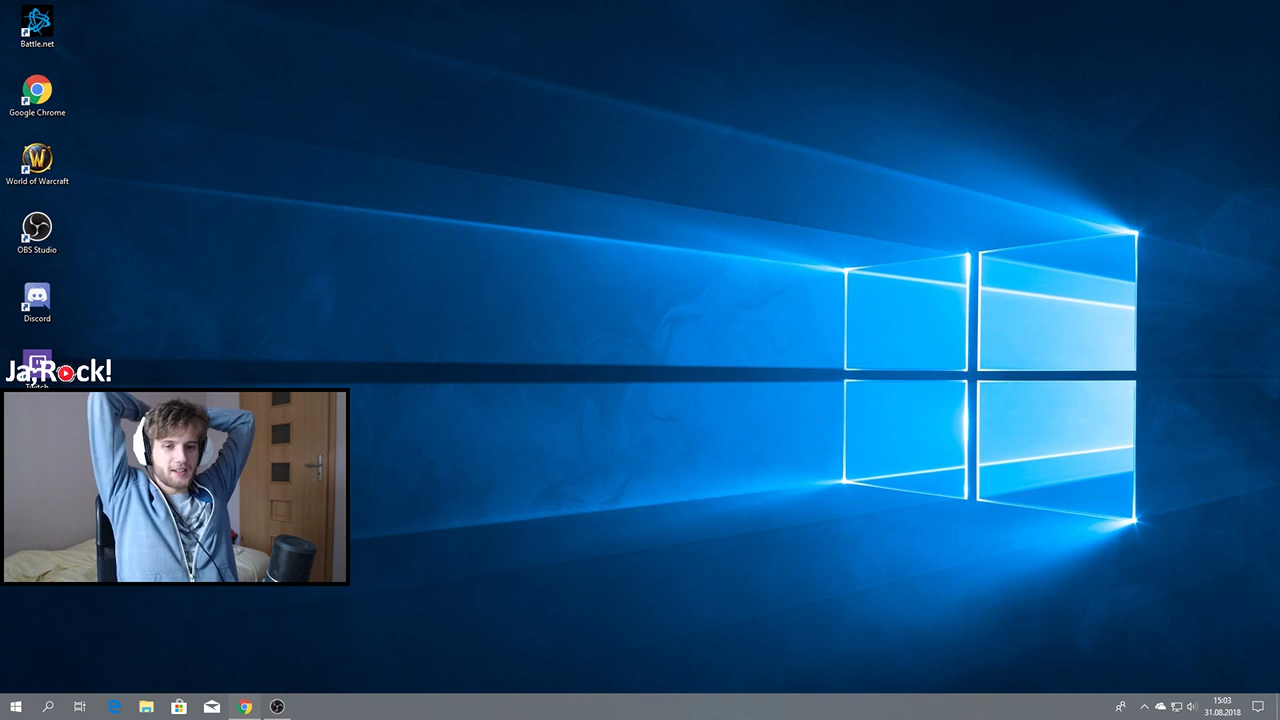 Battle.net
Google Chrome
World of Warcraft
OBS Studio
Discord
Ja,Rock!
Twitch
15:03
31.08.2018